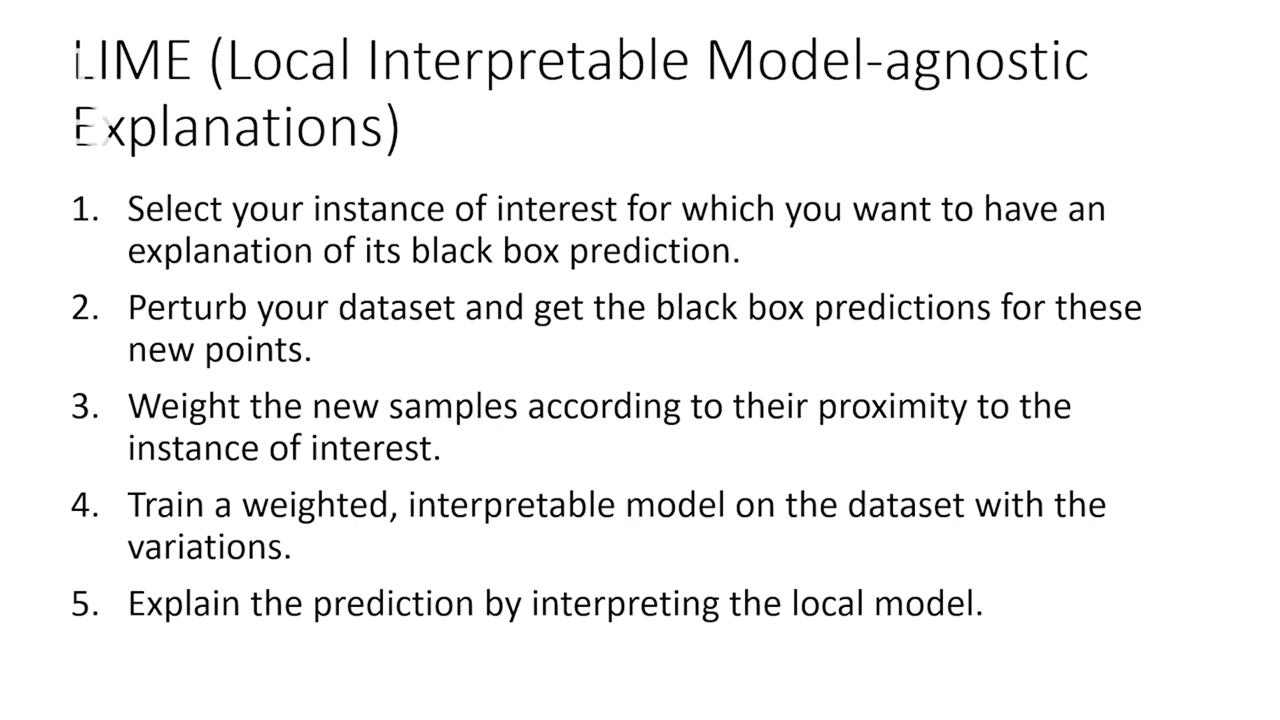 LIME (Local Interpretable Model-agnostic
Explanations)
1. Select your instance of interest for which you want to have an
explanation of its black box prediction.
2. Perturb your dataset and get the black box predictions for these
new points.
3. Weight the new samples according to their proximity to the
instance of interest.
4. Train a weighted, interpretable model on the dataset with the
variations.
5. Explain the prediction by interpreting the local model.